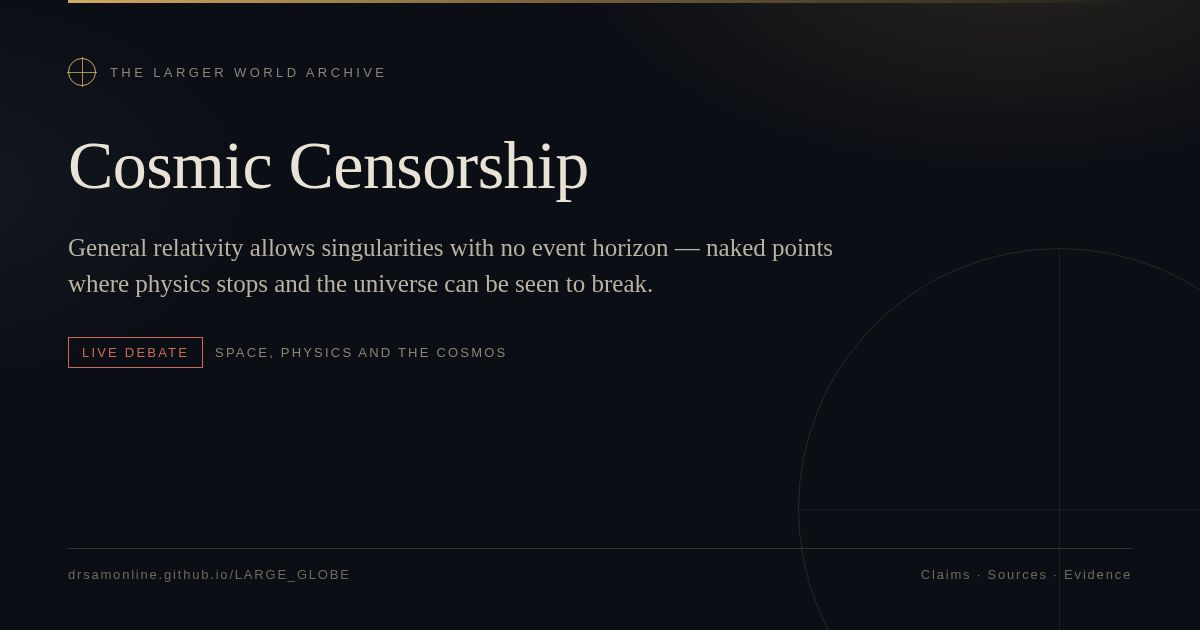 THE LARGER WORLD ARCHIVE
Cosmic Censorship
General relativity allows singularities with no event horizon — naked points
where physics stops and the universe can be seen to break.
LIVE DEBATE SPACE, PHYSICS AND THE COSMOS
drsamonline.github.io/LARGE_GLOBE
Claims · Sources · Evidence